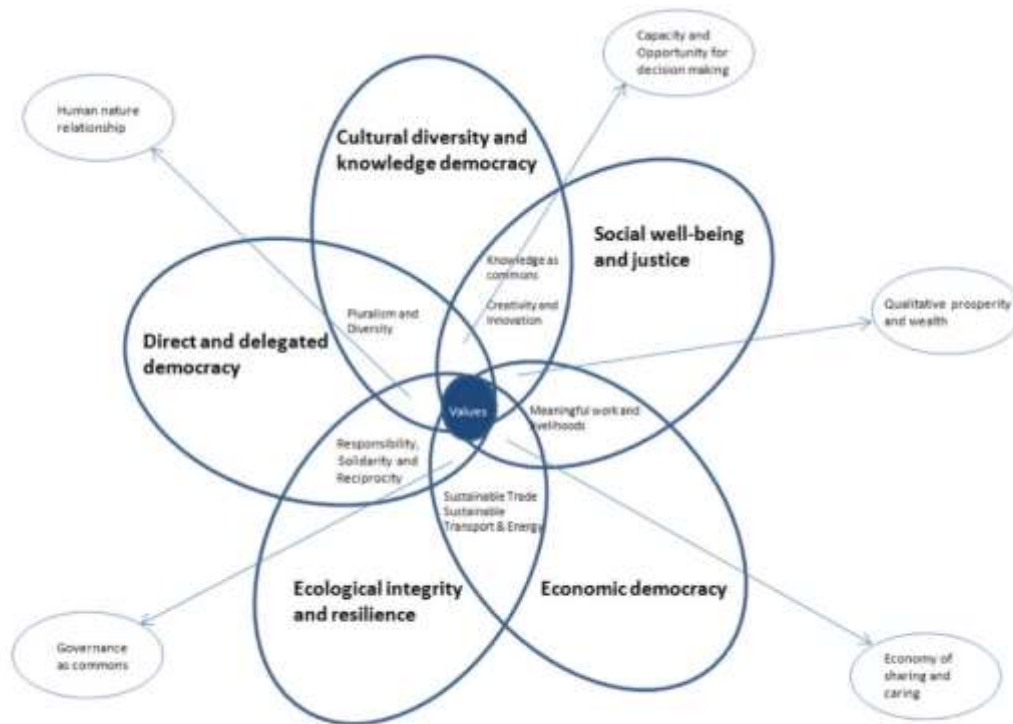 Capacity and
Opportunity for
decision making
Human nature
relationship
Cultural diversity and
knowledge democracy
Social well-being
and justice
Knowledge as
commons
Creativity and
Innovation
Qualitative prosperity
and wealth
Pluralism and
Diversity
Direct and delegated
democracy
Values
Meaningful work and
livelihoods
Responsibility,
Solidarity and
Reciprocity
Sustainable Trade
Sustainable
Transport & Energy
Ecological integrity
and resilience
Economic democracy
Governance
as commons
Economy of
sharing and
caring